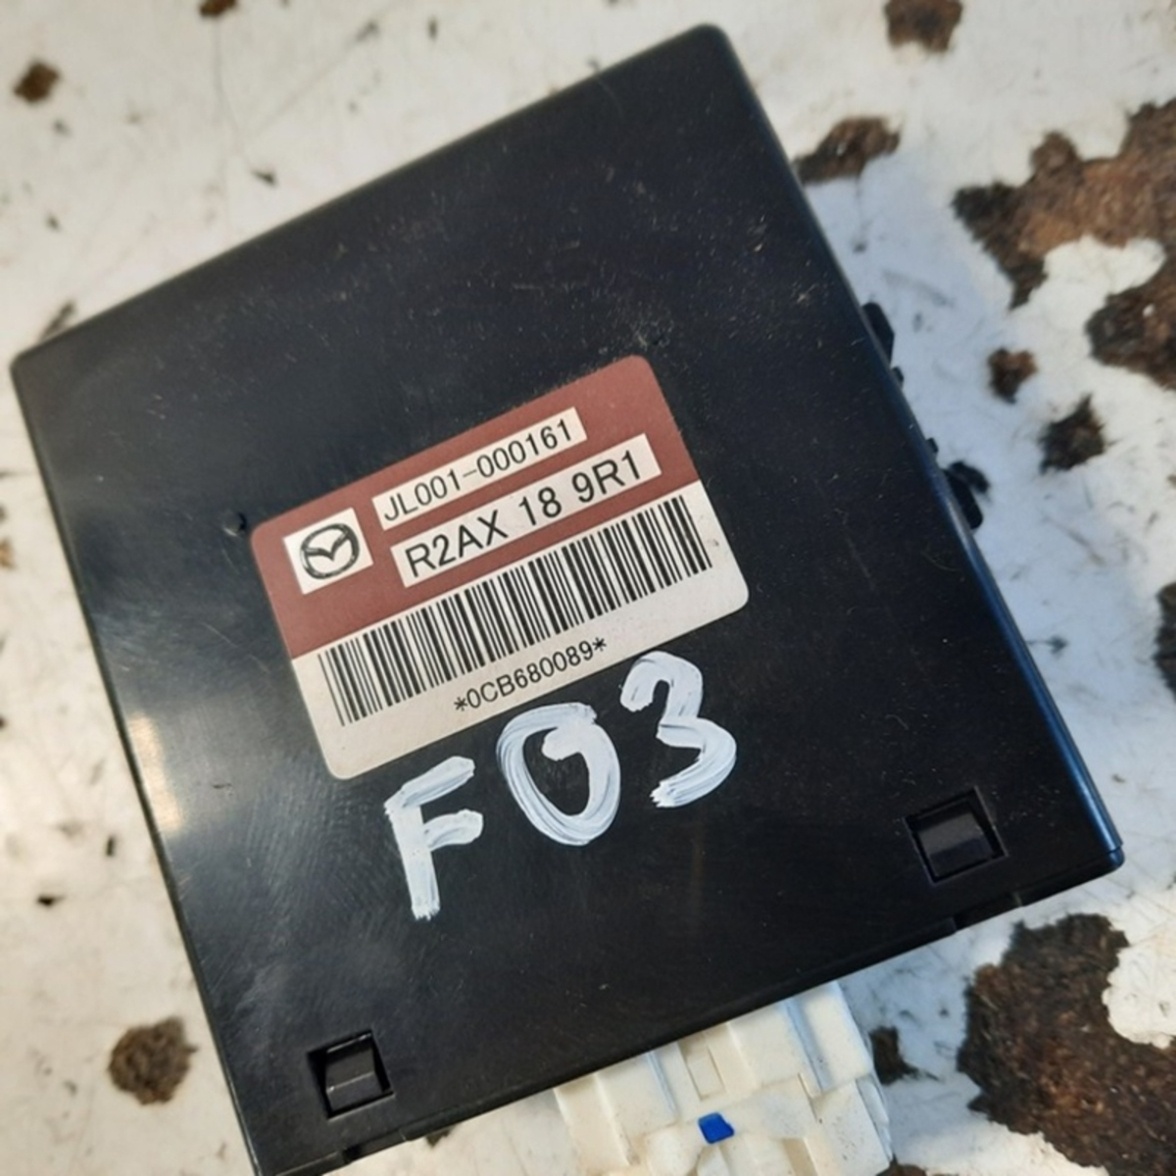 JL001-000161
R2AX 18 9R1
*0CB680089*
F03